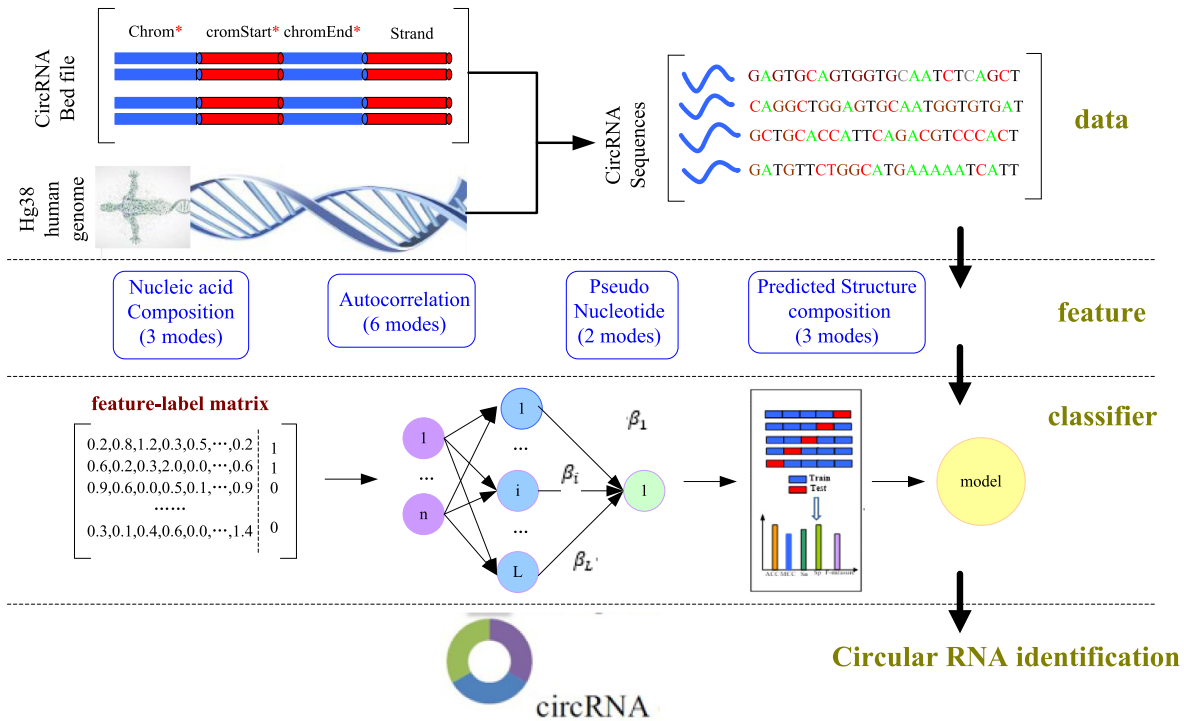 Chrom* cromStart* chromEnd* Strand
CircRNA
Bed file
Hg38
human
genome
CircRNA
Sequences
GAGTGCAGTGGTGCAATCTCAGCT
CAGGCTGGAGTGCAATGGTGTGAT
GCTGCACCATTCAGACGTCCCACT
GATGTTCTGGCATGAAAAATCATT
data
Nucleic acid
Composition
(3 modes)
Autocorrelation
(6 modes)
Pseudo
Nucleotide
(2 modes)
Predicted Structure
composition
(3 modes)
feature
feature-label matrix
0.2,0.8,1.2,0.3,0.5,⋯,0.2 1
0.6,0.2,0.3,2.0,0.0,⋯,0.6 1
0.9,0.6,0.0,0.5,0.1,⋯,0.9 0
⋯⋯
0.3,0.1,0.4,0.6,0.0,⋯,1.4 0
1
...
n
1
...
i
...
L
β1
βi
βL
1
Train
Test
ACC MCC Sn Sp F-measure
classifier
model
circRNA
Circular RNA identification